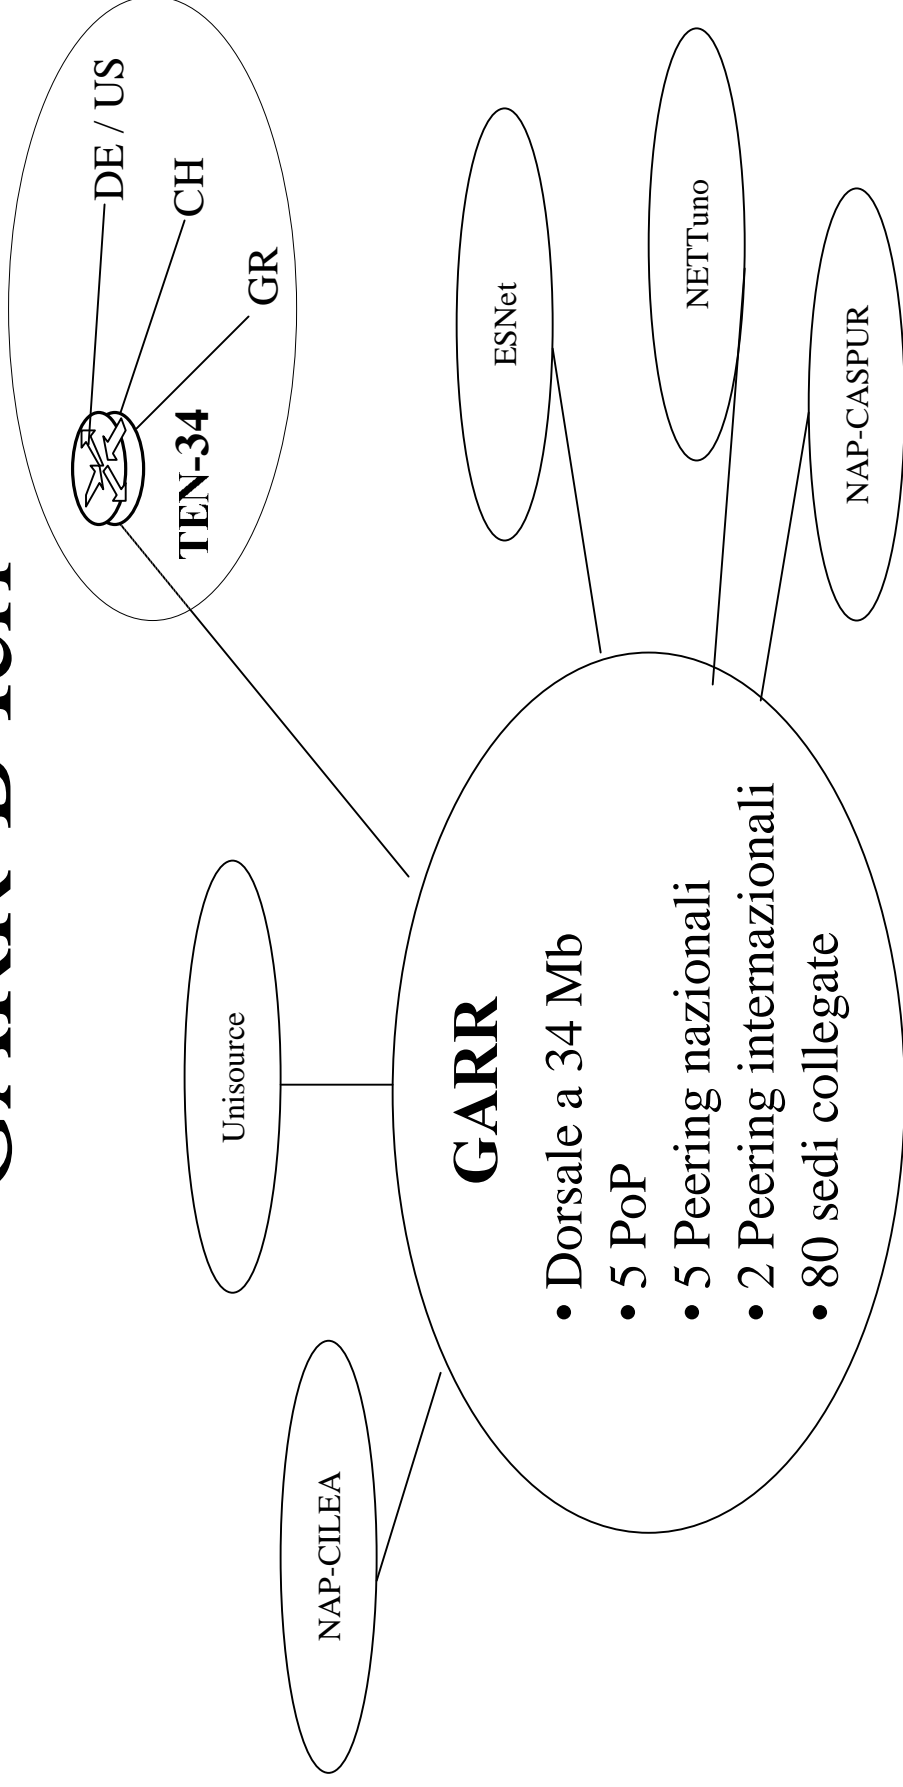 DE / US
CH
GR
TEN-34
Unisource
NAP-CILEA
GARR
• Dorsale a 34 Mb
• 5 PoP
• 5 Peering nazionali
• 2 Peering internazionali
• 80 sedi collegate
ESNet
NETTuno
NAP-CASPUR